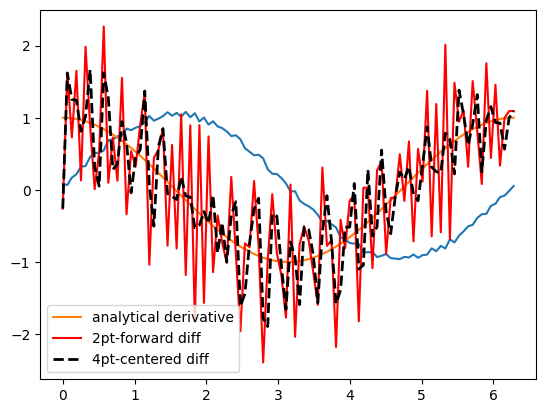 2
1
0
−1
−2
analytical derivative
2pt-forward diff
4pt-centered diff
0 1 2 3 4 5 6